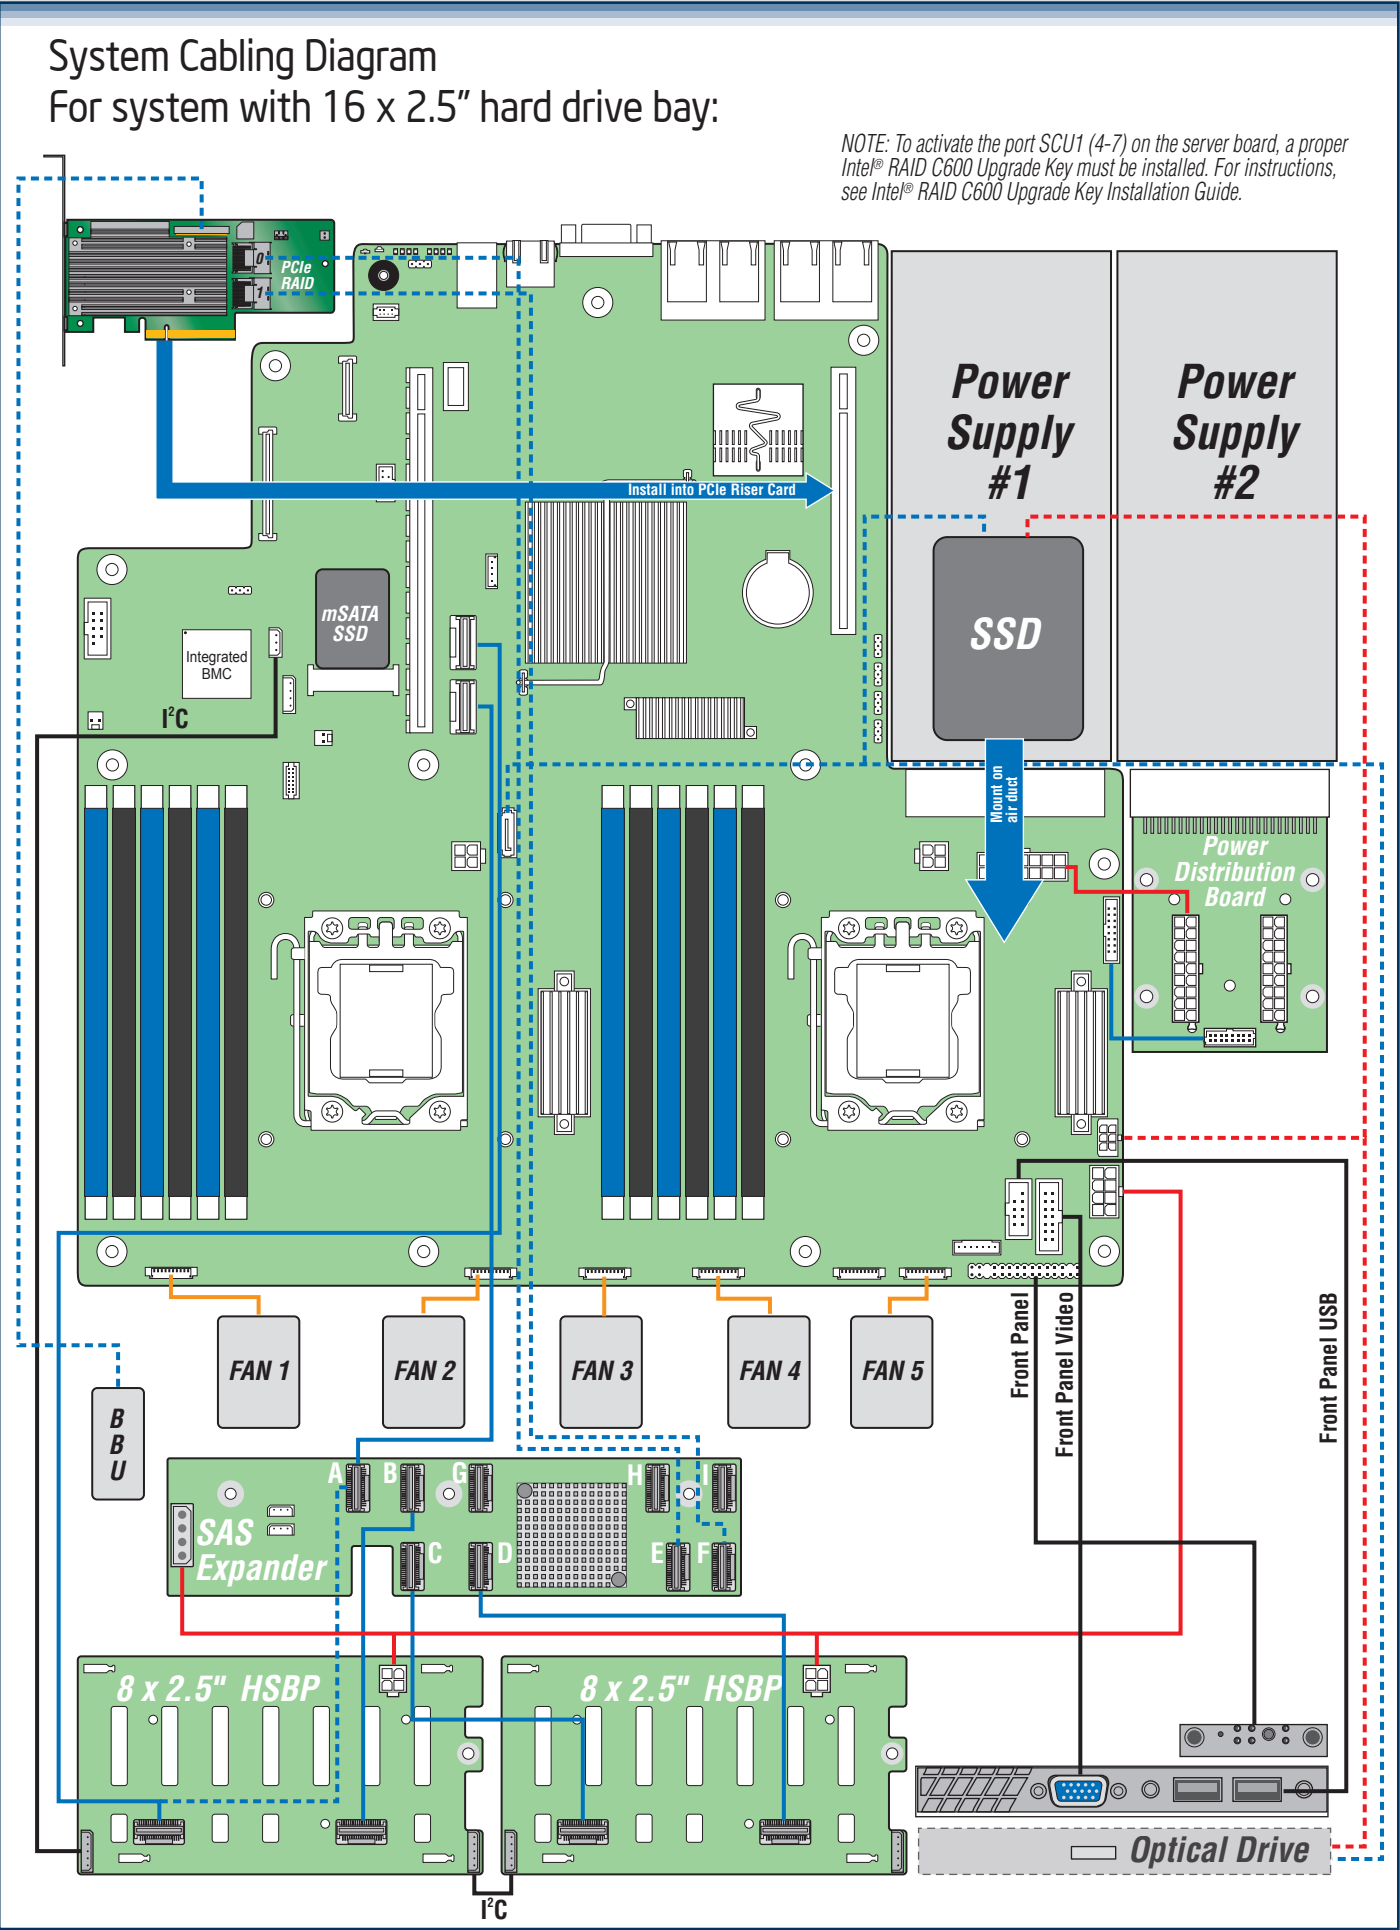 System Cabling Diagram
For system with 16 x 2.5" hard drive bay:
NOTE: To activate the port SCU1 (4-7) on the server board, a proper
Intel® RAID C600 Upgrade Key must be installed. For instructions,
see Intel® RAID C600 Upgrade Key Installation Guide.
0
PCIe
RAID
1
Power
Supply
#1
Power
Supply
#2
Install into PCIe Riser Card
mSATA
SSD
SSD
Integrated
BMC
I²C
Mount on
air duct
Power
Distribution
Board
Front Panel
Front Panel Video
Front Panel USB
FAN 1
FAN 2
FAN 3
FAN 4
FAN 5
B
B
U
A
B
G
H
I
SAS
Expander
C
D
E
F
8 x 2.5" HSBP
8 x 2.5" HSBP
Optical Drive
I²C